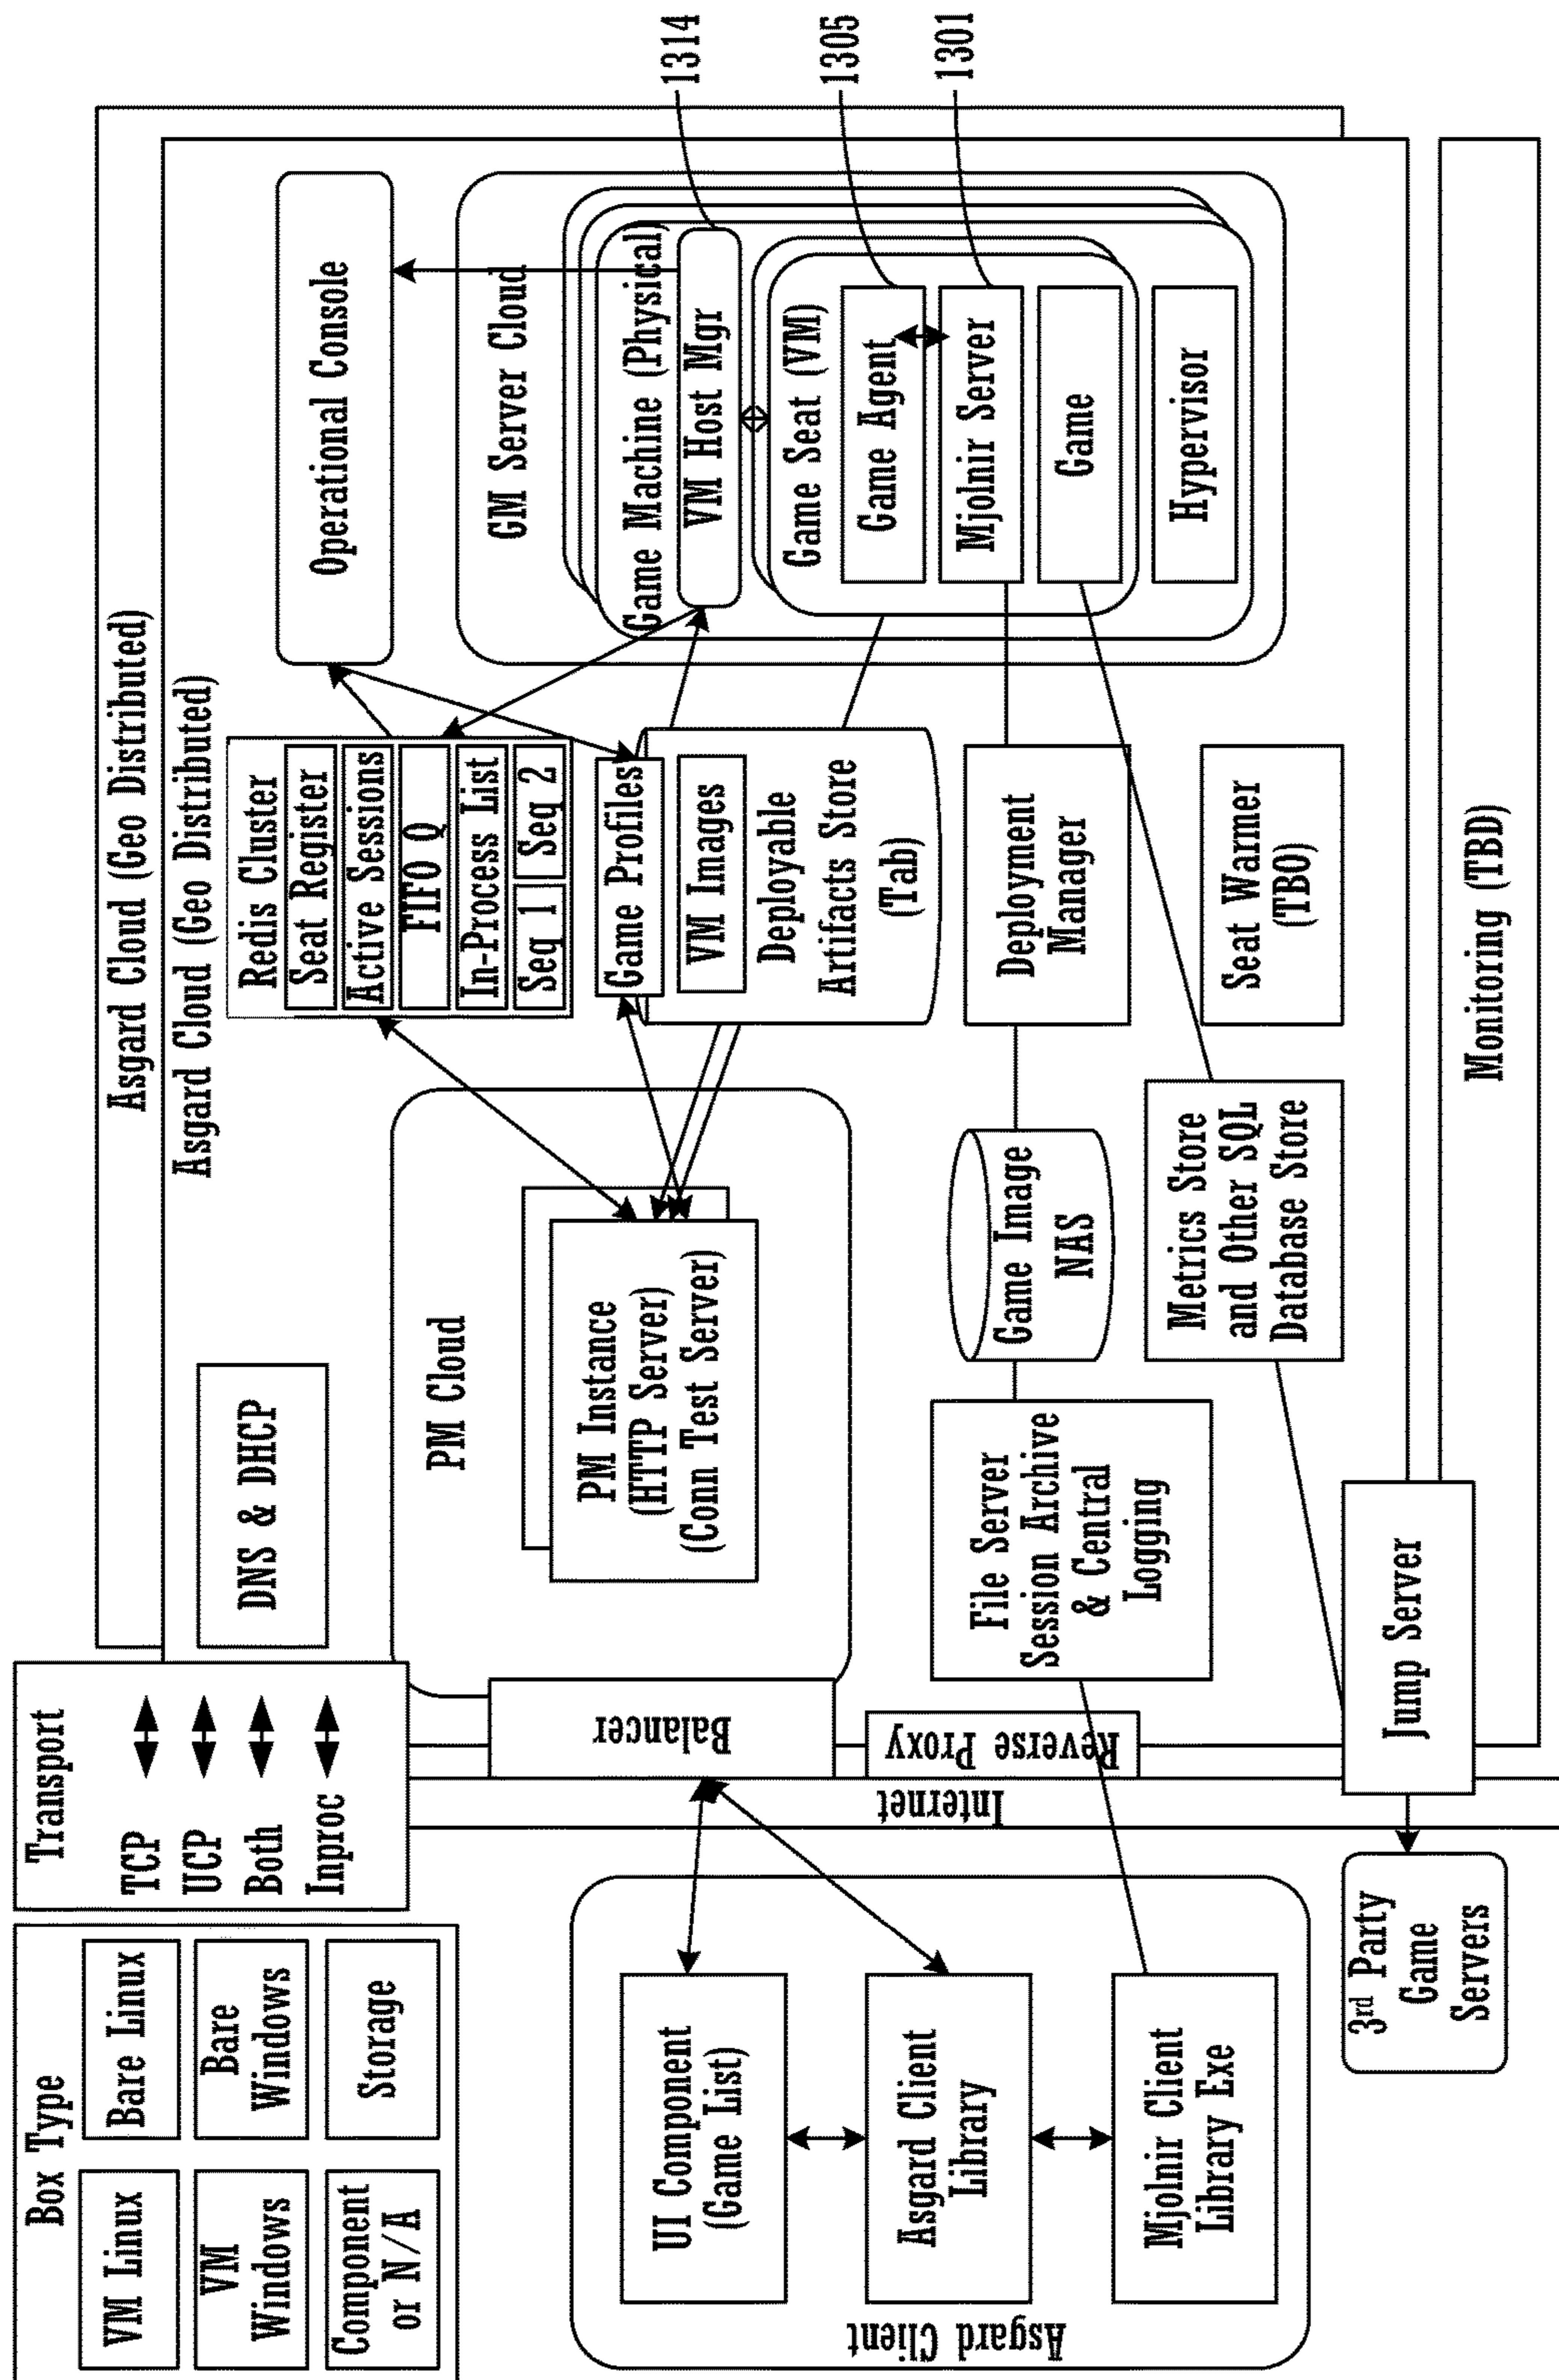 Box Type
VM Linux
Bare Linux
VM
Windows
Bare
Windows
Component
or N/A
Storage
Transport
TCP
UCP
Both
Inproc
Asgard Client
UI Component
(Game List)
Asgard Client
Library
Mjolnir Client
Library Exe
3rd Party
Game
Servers
Internet
Balancer
Reverse Proxy
Jump Server
Asgard Cloud (Geo Distributed)
Asgard Cloud (Geo Distributed)
DNS & DHCP
PM Cloud
PM Instance
(HTTP Server)
(Conn Test Server)
File Server
Session Archive
& Central
Logging
Game Image
NAS
Metrics Store
and Other SQL
Database Store
Redis Cluster
Seat Register
Active Sessions
FIFO Q
In-Process List
Seq 1
Seq 2
Game Profiles
VM Images
Deployable
Artifacts Store
(Tab)
Deployment
Manager
Seat Warmer
(TBO)
Operational Console
GM Server Cloud
Game Machine (Physical)
VM Host Mgr
Game Seat (VM)
Game Agent
Mjolnir Server
Game
Hypervisor
1314
1305
1301
Monitoring (TBD)